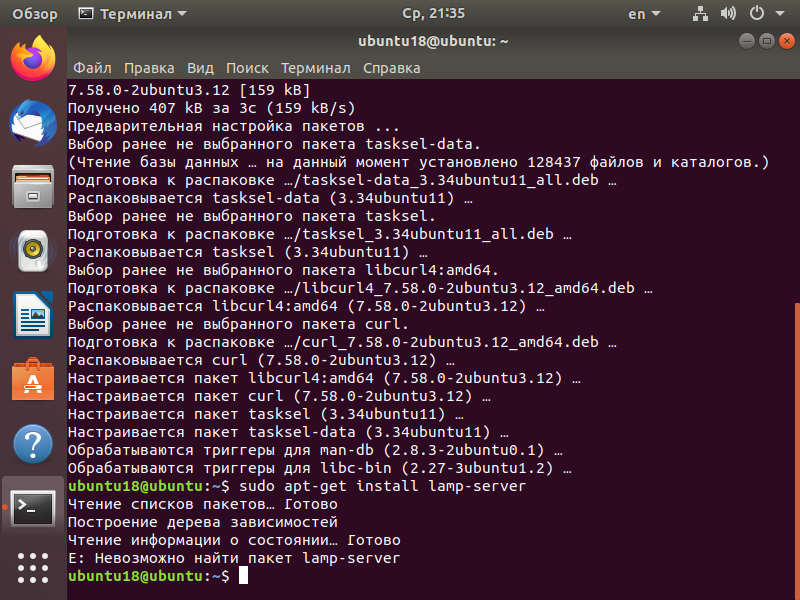 Обзор Терминал Ср, 21:35 en
ubuntu18@ubuntu: ~
Файл Правка Вид Поиск Терминал Справка
7.58.0-2ubuntu3.12 [159 kB]
Получено 407 kB за 3с (159 kB/s)
Предварительная настройка пакетов ...
Выбор ранее не выбранного пакета tasksel-data.
(Чтение базы данных … на данный момент установлено 128437 файлов и каталогов.)
Подготовка к распаковке …/tasksel-data_3.34ubuntu11_all.deb …
Распаковывается tasksel-data (3.34ubuntu11) …
Выбор ранее не выбранного пакета tasksel.
Подготовка к распаковке …/tasksel_3.34ubuntu11_all.deb …
Распаковывается tasksel (3.34ubuntu11) …
Выбор ранее не выбранного пакета libcurl4:amd64.
Подготовка к распаковке …/libcurl4_7.58.0-2ubuntu3.12_amd64.deb …
Распаковывается libcurl4:amd64 (7.58.0-2ubuntu3.12) …
Выбор ранее не выбранного пакета curl.
Подготовка к распаковке …/curl_7.58.0-2ubuntu3.12_amd64.deb …
Распаковывается curl (7.58.0-2ubuntu3.12) …
Настраивается пакет libcurl4:amd64 (7.58.0-2ubuntu3.12) …
Настраивается пакет curl (7.58.0-2ubuntu3.12) …
Настраивается пакет tasksel (3.34ubuntu11) …
Настраивается пакет tasksel-data (3.34ubuntu11) …
Обрабатываются триггеры для man-db (2.8.3-2ubuntu0.1) …
Обрабатываются триггеры для libc-bin (2.27-3ubuntu1.2) …
ubuntu18@ubuntu:~$ sudo apt-get install lamp-server
Чтение списков пакетов… Готово
Построение дерева зависимостей
Чтение информации о состоянии… Готово
E: Невозможно найти пакет lamp-server
ubuntu18@ubuntu:~$